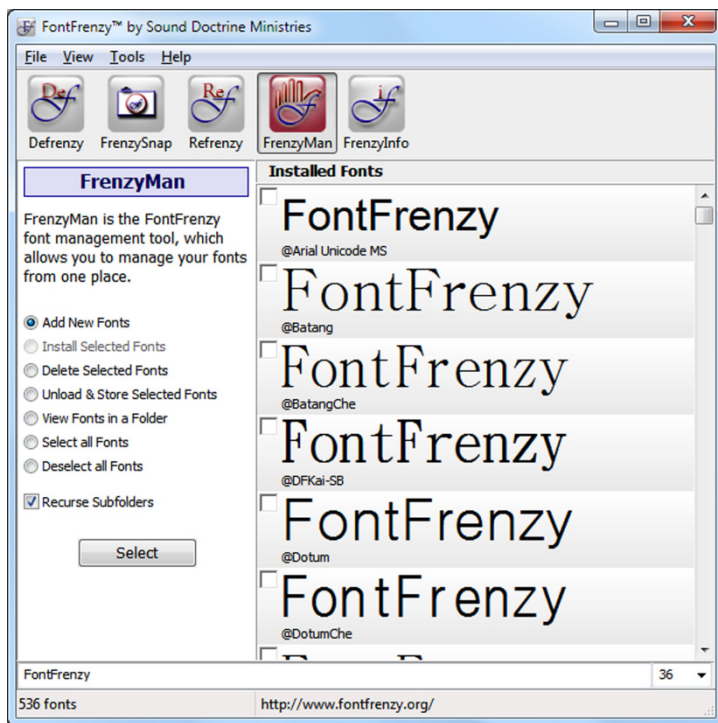 FontFrenzy™ by Sound Doctrine Ministries
File View Tools Help
De
Re
if
Defrenzy FrenzySnap Refrenzy FrenzyMan FrenzyInfo
FrenzyMan
FrenzyMan is the FontFrenzy
font management tool, which
allows you to manage your fonts
from one place.
Add New Fonts
Install Selected Fonts
Delete Selected Fonts
Unload & Store Selected Fonts
View Fonts in a Folder
Select all Fonts
Deselect all Fonts
Recurse Subfolders
Select
Installed Fonts
FontFrenzy
@Arial Unicode MS
FontFrenzy
@Batang
FontFrenzy
@BatangChe
FontFrenzy
@DFKai-SB
FontFrenzy
@Dotum
FontFrenzy
@DotumChe
FontFrenzy 36
536 fonts http://www.fontfrenzy.org/